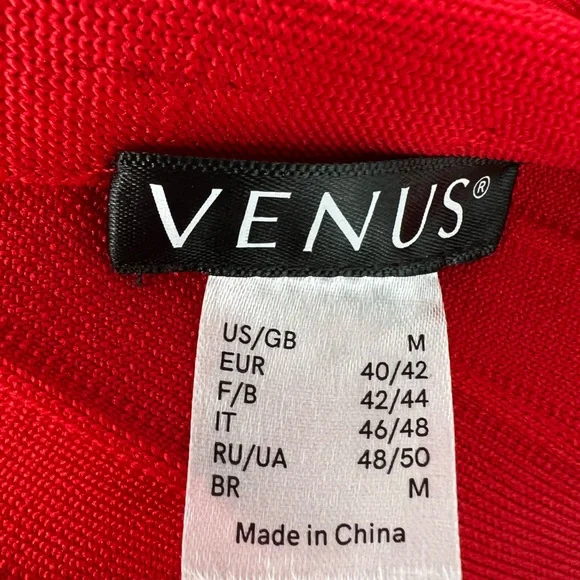 VENUS®
US/GB M
EUR 40/42
F/B 42/44
IT 46/48
RU/UA 48/50
BR M
Made in China